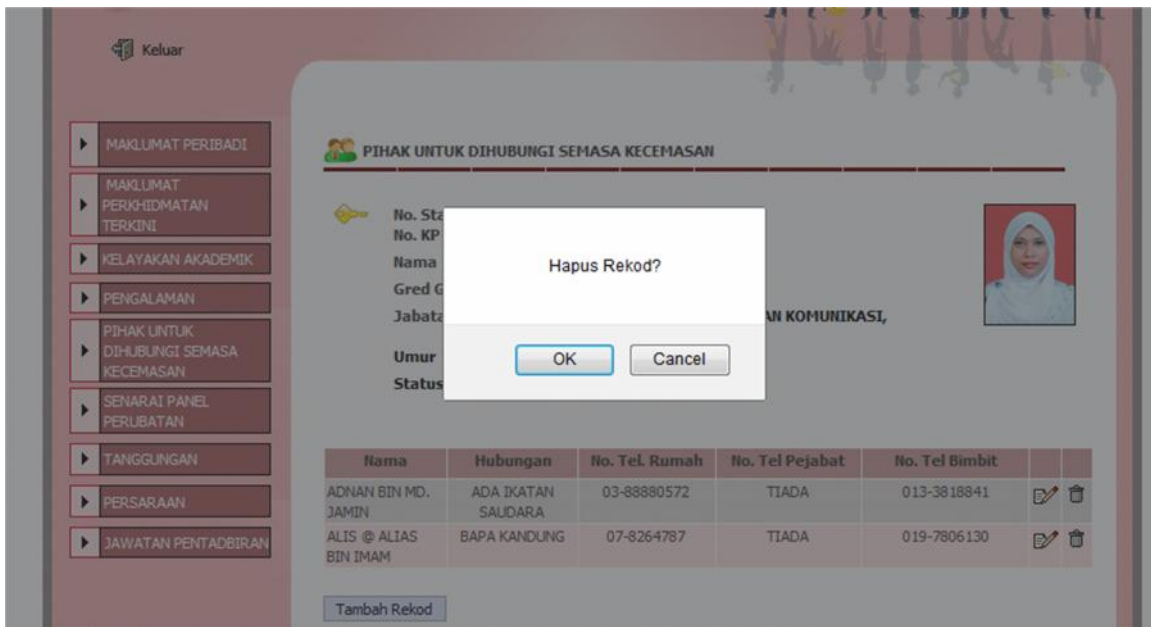 Keluar
MAKLUMAT PERIBADI
MAKLUMAT
PERKHIDMATAN
TERKINI
KELAYAKAN AKADEMIK
PENGALAMAN
PIHAK UNTUK
DIHUBUNGI SEMASA
KECEMASAN
SENARAI PANEL
PERUBATAN
TANGGUNGAN
PERSARAAN
JAWATAN PENTADBIRAN
PIHAK UNTUK DIHUBUNGI SEMASA KECEMASAN
No. Sta
No. KP
Nama
Gred G
Jabata AN KOMUNIKASI,
Umur
Status
Hapus Rekod?
OK Cancel
Nama Hubungan No. Tel. Rumah No. Tel Pejabat No. Tel Bimbit
ADNAN BIN MD. ADA IKATAN 03-88880572 TIADA 013-3818841
JAMIN SAUDARA
ALIS @ ALIAS BAPA KANDUNG 07-8264787 TIADA 019-7806130
BIN IMAM
Tambah Rekod